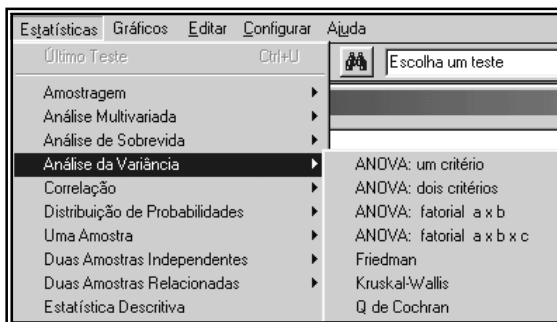 Estatísticas Gráficos Editar Configurar Ajuda
Último Teste Ctrl+U
Escolha um teste
Amostragem
Análise Multivariada
Análise de Sobrevida
Análise da Variância
Correlação
Distribuição de Probabilidades
Uma Amostra
Duas Amostras Independentes
Duas Amostras Relacionadas
Estatística Descritiva
ANOVA: um critério
ANOVA: dois critérios
ANOVA: fatorial a x b
ANOVA: fatorial a x b x c
Friedman
Kruskal-Wallis
Q de Cochran